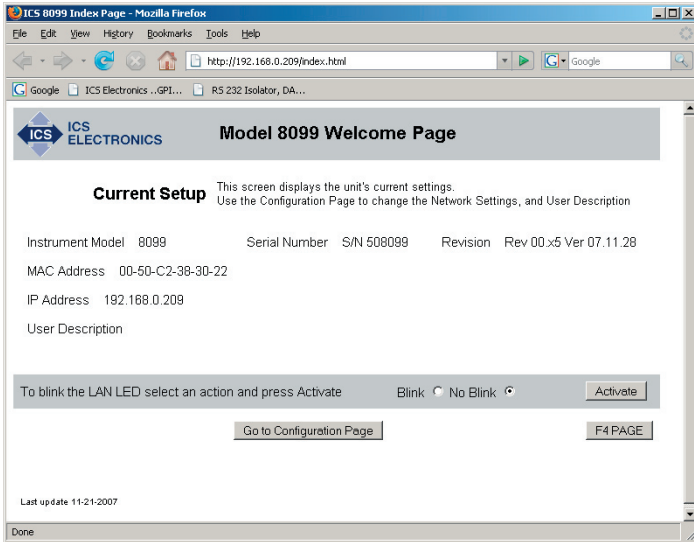 ICS 8099 Index Page - Mozilla Firefox
File Edit View History Bookmarks Tools Help
http://192.168.0.209/index.html
G Google
G Google ICS Electronics ..GPI... RS 232 Isolator, DA...
ICS
ICS ELECTRONICS
Model 8099 Welcome Page
Current Setup
This screen displays the unit's current settings.
Use the Configuration Page to change the Network Settings, and User Description
Instrument Model 8099 Serial Number S/N 508099 Revision Rev 00.x5 Ver 07.11.28
MAC Address 00-50-C2-38-30-22
IP Address 192.168.0.209
User Description
To blink the LAN LED select an action and press Activate Blink No Blink Activate
Go to Configuration Page F4 PAGE
Last update 11-21-2007
Done